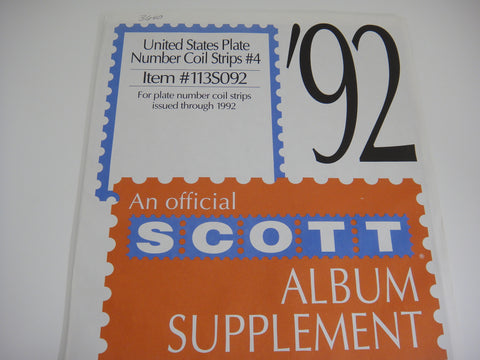 United States Plate
Number Coil Strips #4
Item #113S092
For plate number coil strips
issued through 1992
'92
An official
SCOTT®
ALBUM
SUPPLEMENT